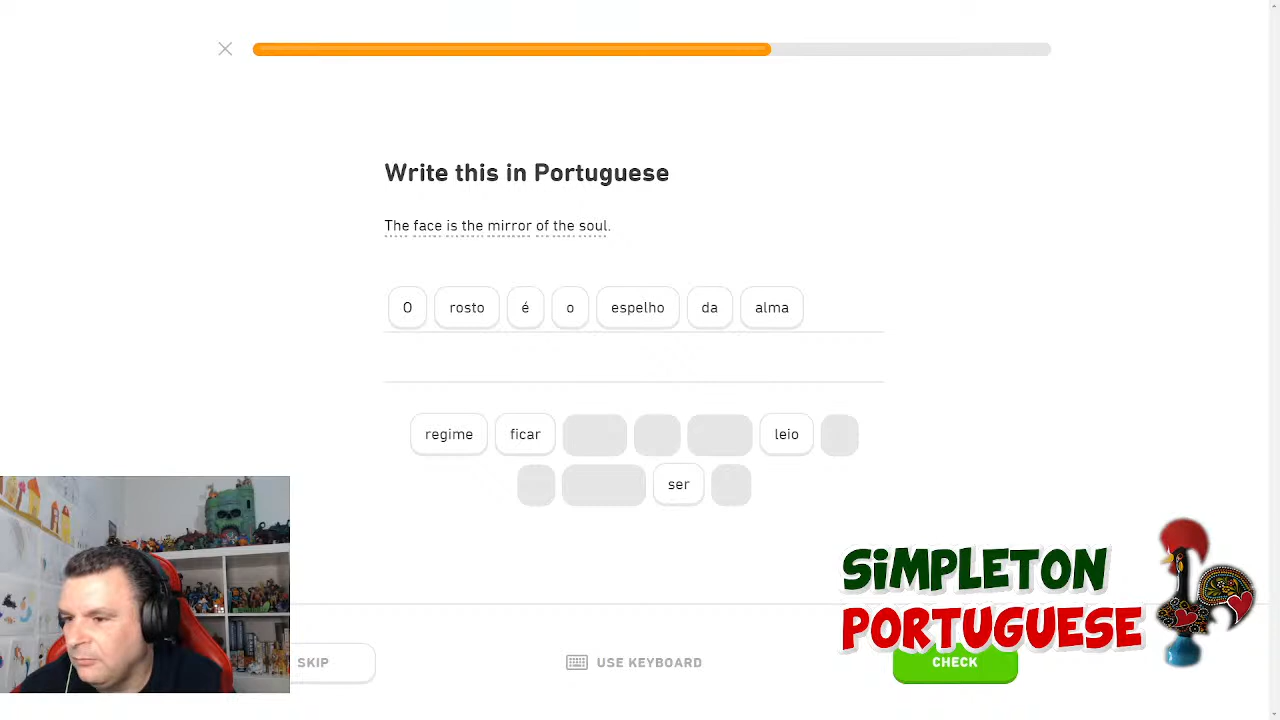 Write this in Portuguese
The face is the mirror of the soul.
O rosto é o espelho da alma
regime ficar leio
ser
SiMPLETON
PORTUGUESE
SKIP USE KEYBOARD CHECK